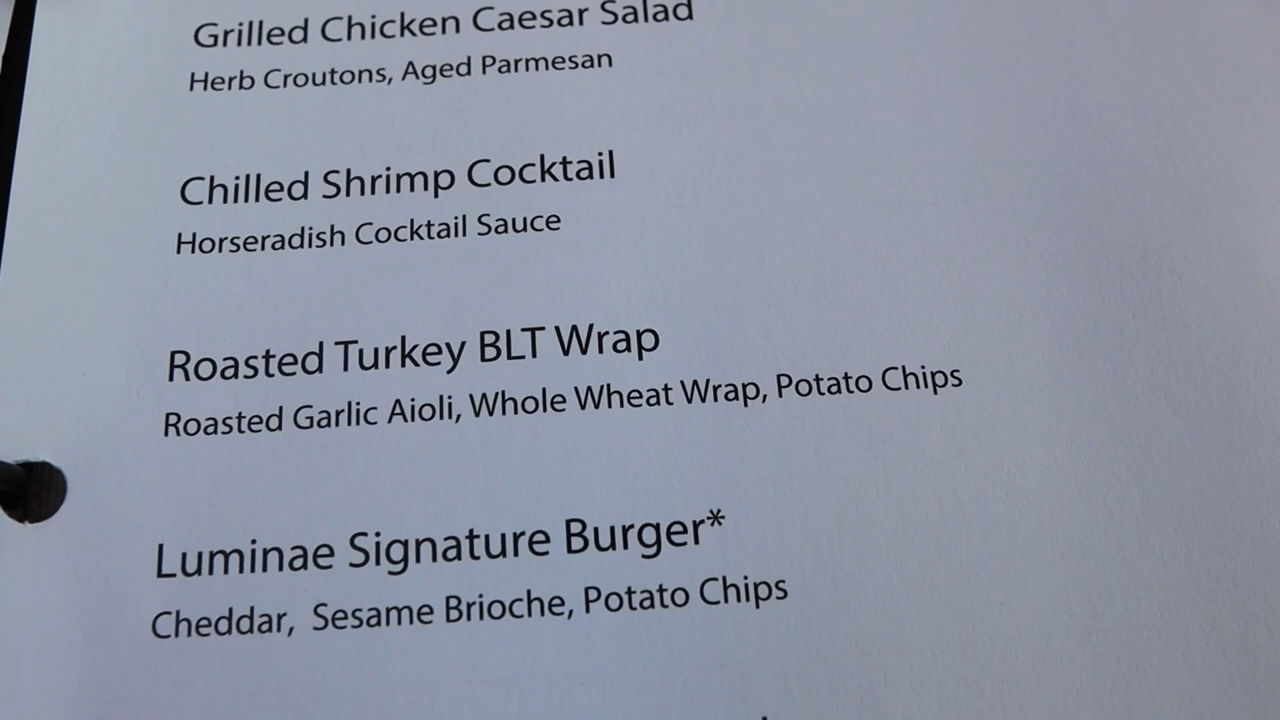 Grilled Chicken Caesar Salad
Herb Croutons, Aged Parmesan
Chilled Shrimp Cocktail
Horseradish Cocktail Sauce
Roasted Turkey BLT Wrap
Roasted Garlic Aioli, Whole Wheat Wrap, Potato Chips
Luminae Signature Burger*
Cheddar,  Sesame Brioche, Potato Chips